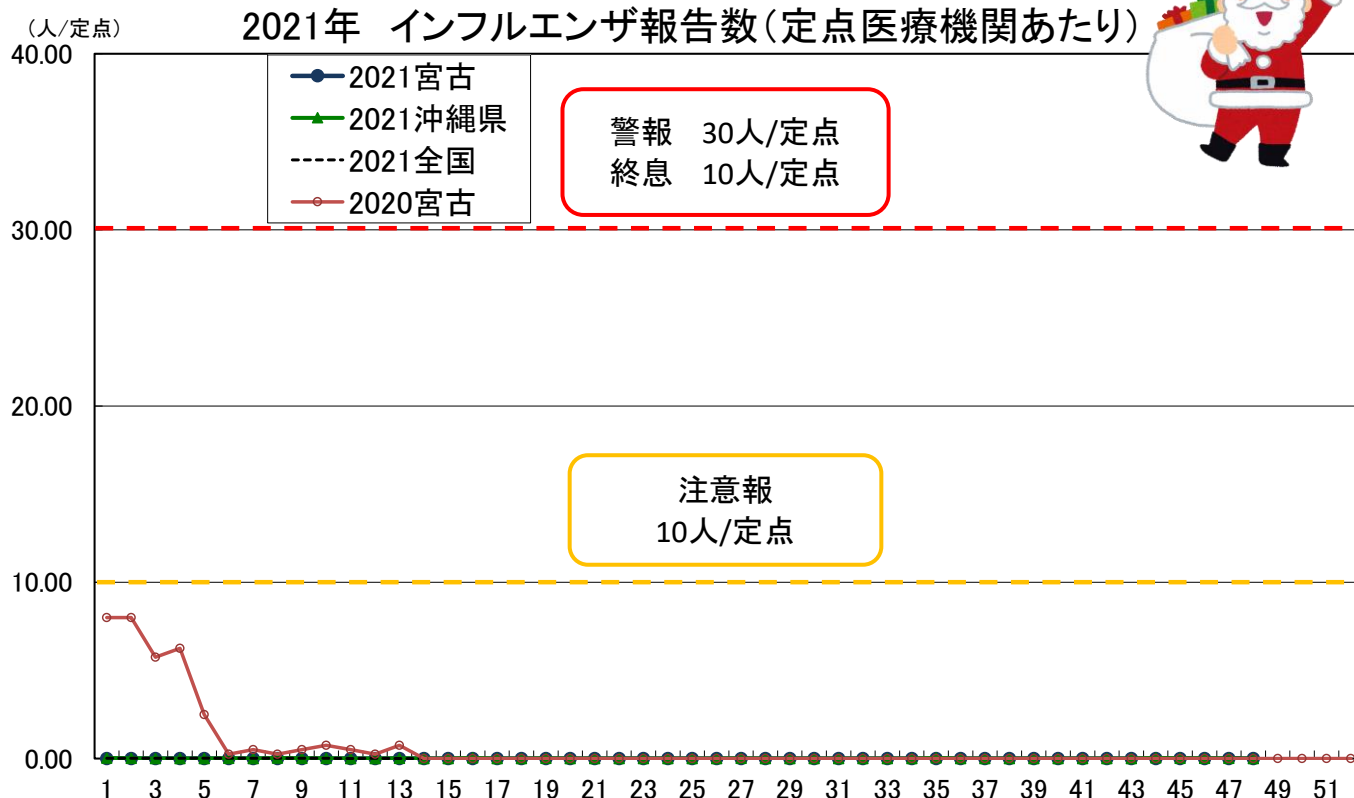 (人/定点)
2021年 インフルエンザ報告数(定点医療機関あたり)
40.00
2021宮古
2021沖縄県
2021全国
2020宮古
警報 30人/定点
終息 10人/定点
30.00
20.00
注意報
10人/定点
10.00
0.00
1 3 5 7 9 11 13 15 17 19 21 23 25 27 29 31 33 35 37 39 41 43 45 47 49 51